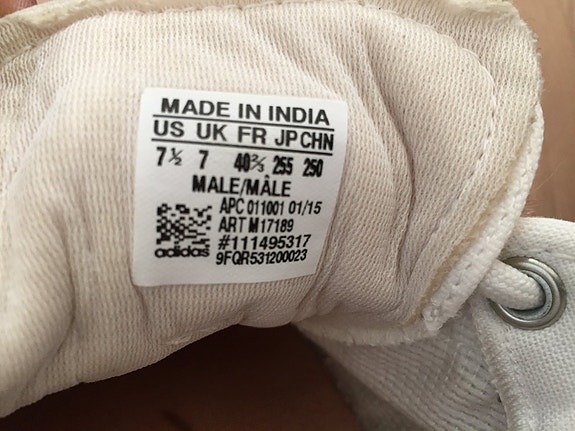 MADE IN INDIA
US UK FR JP CHN
7½ 7 40⅔ 255 250
MALE/MÂLE
APC 011001 01/15
ART M17189
#111495317
adidas 9FQR531200023